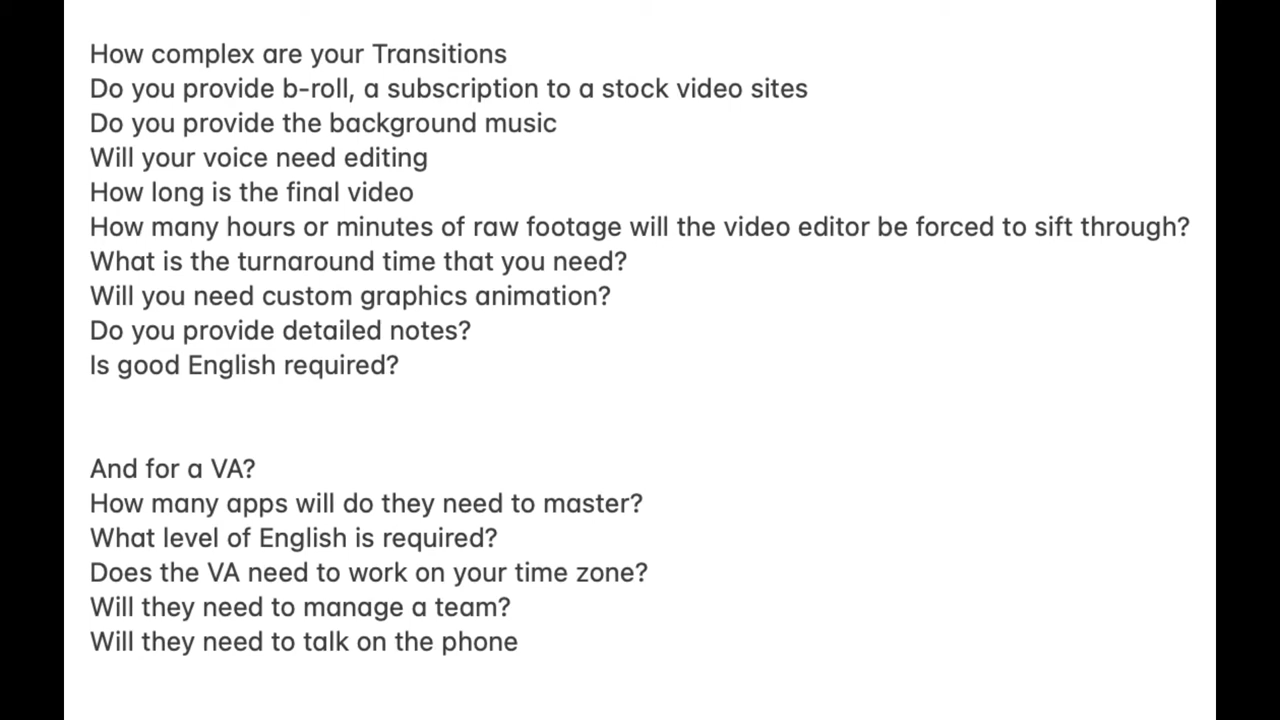 How complex are your Transitions
Do you provide b-roll, a subscription to a stock video sites
Do you provide the background music
Will your voice need editing
How long is the final video
How many hours or minutes of raw footage will the video editor be forced to sift through?
What is the turnaround time that you need?
Will you need custom graphics animation?
Do you provide detailed notes?
Is good English required?
And for a VA?
How many apps will do they need to master?
What level of English is required?
Does the VA need to work on your time zone?
Will they need to manage a team?
Will they need to talk on the phone